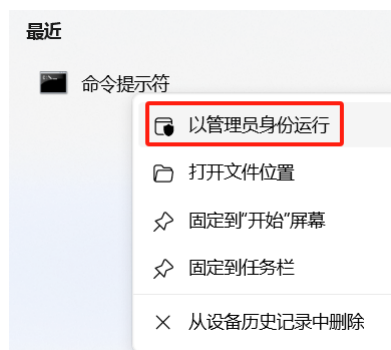 最近
命令提示符
以管理员身份运行
打开文件位置
固定到"开始"屏幕
固定到任务栏
从设备历史记录中删除